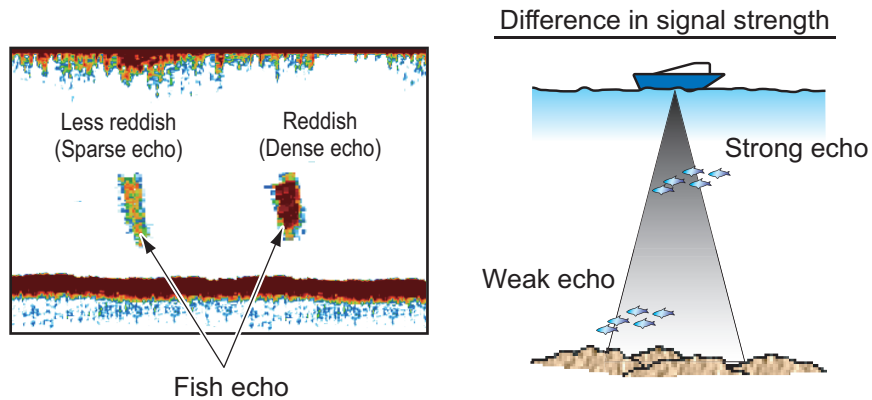 Difference in signal strength
Less reddish
(Sparse echo)
Reddish
(Dense echo)
Fish echo
Strong echo
Weak echo